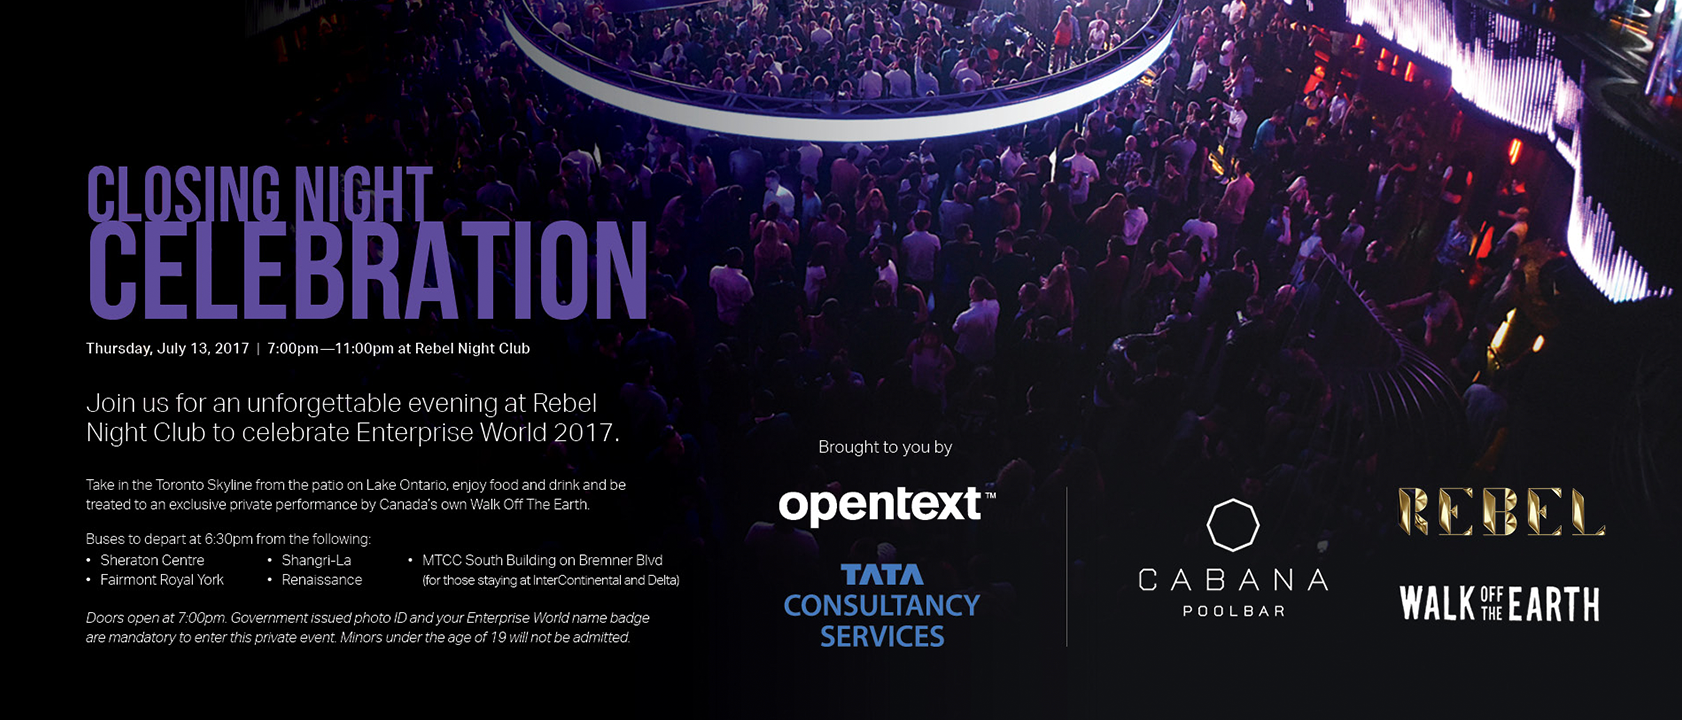 CLOSING NIGHT
CELEBRATION
Thursday, July 13, 2017 | 7:00pm—11:00pm at Rebel Night Club
Join us for an unforgettable evening at Rebel
Night Club to celebrate Enterprise World 2017.
Take in the Toronto Skyline from the patio on Lake Ontario, enjoy food and drink and be
treated to an exclusive private performance by Canada's own Walk Off The Earth.
Buses to depart at 6:30pm from the following:
• Sheraton Centre
• Fairmont Royal York
• Shangri-La
• Renaissance
• MTCC South Building on Bremner Blvd
(for those staying at InterContinental and Delta)
Doors open at 7:00pm. Government issued photo ID and your Enterprise World name badge
are mandatory to enter this private event. Minors under the age of 19 will not be admitted.
Brought to you by
opentext™
TATA
CONSULTANCY
SERVICES
CABANA
POOLBAR
REBEL
WALK OFF THE EARTH